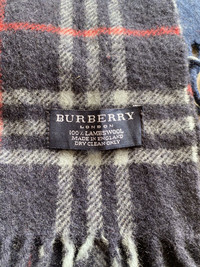 BURBERRY
LONDON
100% LAMBSWOOL
MADE IN ENGLAND
DRY CLEAN ONLY